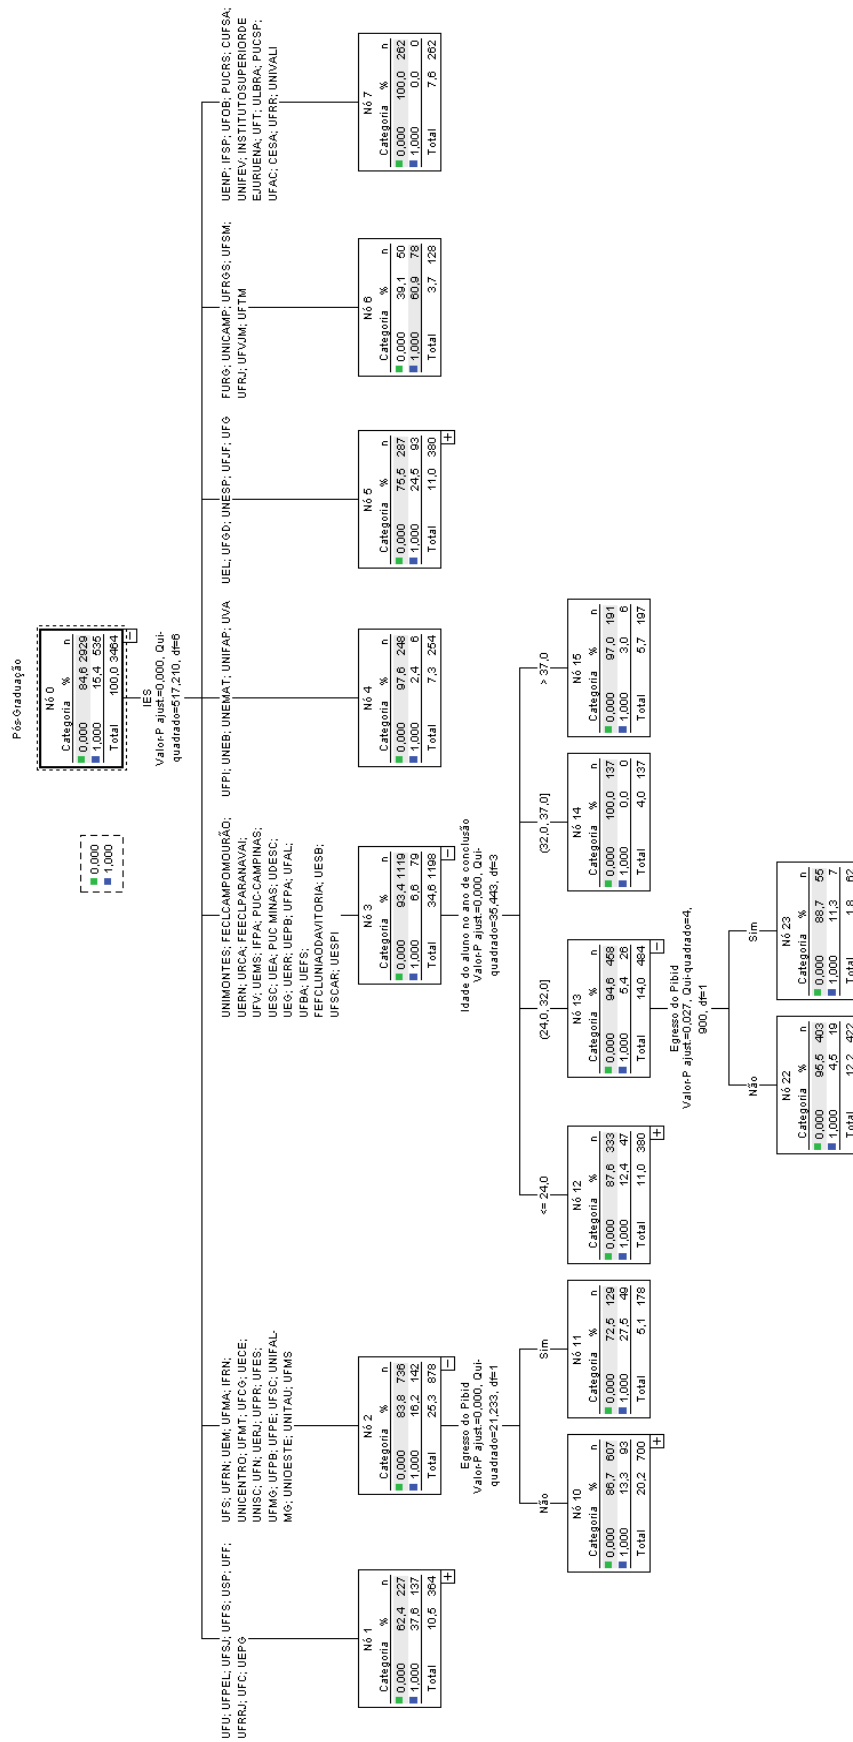 Pós-Graduação
0,000
1,000
Nó 0
Categoria % n
0,000 84,6 2929
1,000 15,4 535
Total 100,0 3464
IES
Valor-P ajust.=0,000, Qui-
quadrado=517,210, df=6
UFU; UFPEL; UFSJ; UFFS; USP; UFF;
UFRRJ; UFC; UEPG
Nó 1
Categoria % n
0,000 62,4 227
1,000 37,6 137
Total 10,5 364
UFS; UFRN; UEM; UFMA; IFRN;
UNICENTRO; UFMT; UFCG; UECE;
UNISC; UFN; UERJ; UFPR; UFES;
UFMG; UFPB; UFPE; UFSC; UNIFAL-
MG; UNIOESTE; UNITAU; UFMS
Nó 2
Categoria % n
0,000 83,8 736
1,000 16,2 142
Total 25,3 878
UNIMONTES; FECLCAMPOMOURÃO;
UERN; URCA; FEECLPARANAVAI;
UFV; UEMS; IFPA; PUC-CAMPINAS;
UESC; UEA; PUC MINAS; UDESC;
UEG; UERR; UEPB; UFPA; UFAL;
UFBA; UEFS;
FEFCLUNIAODAVITORIA; UESB;
UFSCAR; UESPI
Nó 3
Categoria % n
0,000 93,4 1119
1,000 6,6 79
Total 34,6 1198
UFPI; UNEB; UNEMAT; UNIFAP; UVA
Nó 4
Categoria % n
0,000 97,6 248
1,000 2,4 6
Total 7,3 254
UEL; UFGD; UNESP; UFJF; UFG
Nó 5
Categoria % n
0,000 75,5 287
1,000 24,5 93
Total 11,0 380
FURG; UNICAMP; UFRGS; UFSM;
UFRJ; UFVJM; UFTM
Nó 6
Categoria % n
0,000 39,1 50
1,000 60,9 78
Total 3,7 128
UENP; IFSP; UFOB; PUCRS; CUFSA;
UNIFEV; INSTITUTOSUPERIORDE
EJURUENA; UFT; ULBRA; PUCSP;
UFAC; CESA; UFRR; UNIVALI
Nó 7
Categoria % n
0,000 100,0 262
1,000 0,0 0
Total 7,6 262
Egresso do Pibid
Valor-P ajust.=0,000, Qui-
quadrado=21,233, df=1
Idade do aluno no ano de conclusão
Valor-P ajust.=0,000, Qui-
quadrado=35,443, df=3
Não
Nó 10
Categoria % n
0,000 86,7 607
1,000 13,3 93
Total 20,2 700
Sim
Nó 11
Categoria % n
0,000 72,5 129
1,000 27,5 49
Total 5,1 178
<= 24,0
Nó 12
Categoria % n
0,000 87,6 333
1,000 12,4 47
Total 11,0 380
(24,0, 32,0]
Nó 13
Categoria % n
0,000 94,6 458
1,000 5,4 26
Total 14,0 484
(32,0, 37,0]
Nó 14
Categoria % n
0,000 100,0 137
1,000 0,0 0
Total 4,0 137
> 37,0
Nó 15
Categoria % n
0,000 97,0 191
1,000 3,0 6
Total 5,7 197
Egresso do Pibid
Valor-P ajust.=0,027, Qui-quadrado=4,
900, df=1
Não
Nó 22
Categoria % n
0,000 95,5 403
1,000 4,5 19
Total 12,2 422
Sim
Nó 23
Categoria % n
0,000 88,7 55
1,000 11,3 7
Total 1,8 62